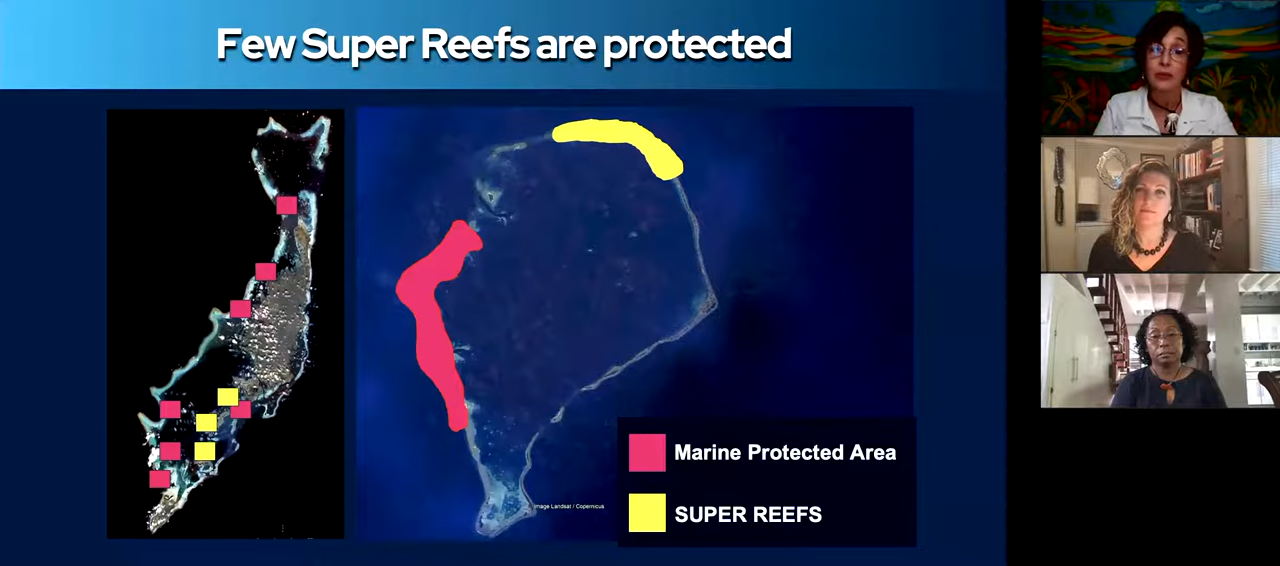 Few Super Reefs are protected
Image Landsat / Copernicus
Marine Protected Area
SUPER REEFS